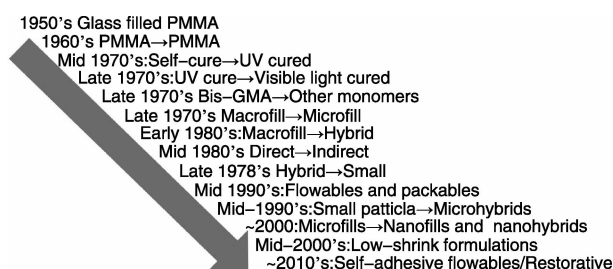 1950's Glass filled PMMA
1960's PMMA→PMMA
Mid 1970's:Self-cure→UV cured
Late 1970's:UV cure→Visible light cured
Late 1970's Bis-GMA→Other monomers
Late 1970's Macrofill→Microfill
Early 1980's:Macrofill→Hybrid
Mid 1980's Direct→Indirect
Late 1978's Hybrid→Small
Mid 1990's:Flowables and packables
Mid-1990's:Small patticla→Microhybrids
~2000:Microfills→Nanofills and nanohybrids
Mid-2000's:Low-shrink formulations
~2010's:Self-adhesive flowables/Restorative